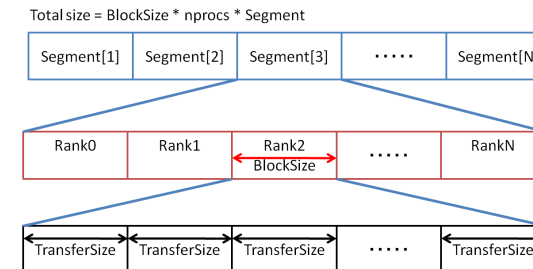 Total size = BlockSize * nprocs * Segment
Segment[1] Segment[2] Segment[3] ..... Segment[N
Rank0 Rank1 Rank2 ..... RankN
BlockSize
TransferSize TransferSize TransferSize ..... TransferSize